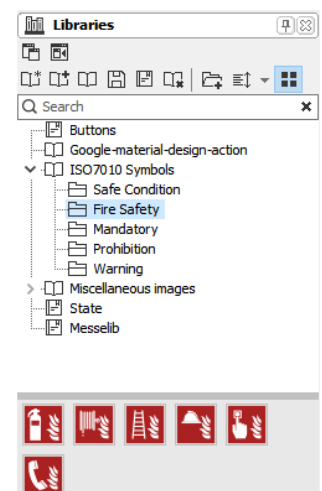 Libraries
Search
Buttons
Google-material-design-action
ISO7010 Symbols
Safe Condition
Fire Safety
Mandatory
Prohibition
Warning
Miscellaneous images
State
Messelib